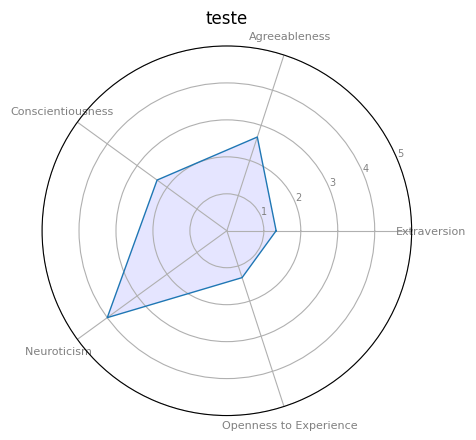 teste
Agreeableness
Conscientiousness
5
4
3
2
1
Extraversion
Neuroticism
Openness to Experience